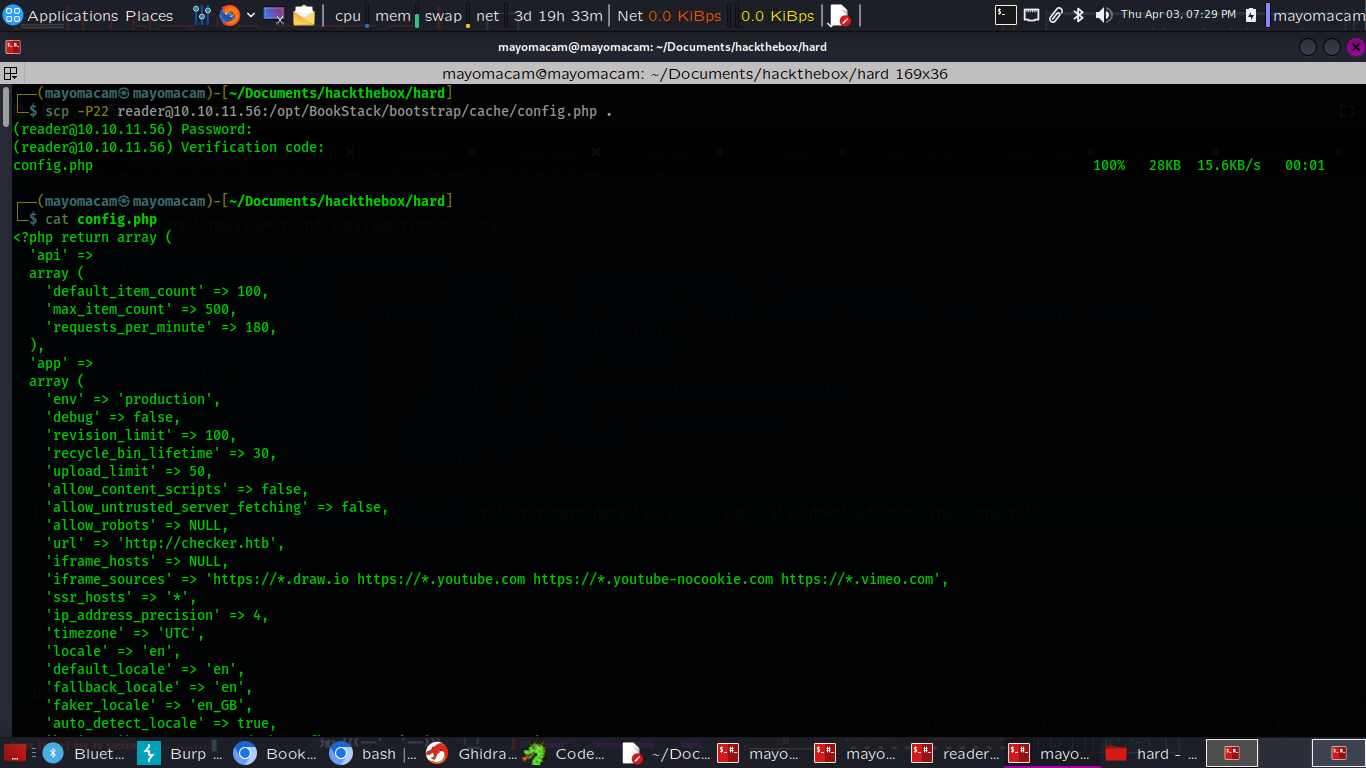 Applications Places cpu mem swap net 3d 19h 33m Net 0.0 KiBps 0.0 KiBps Thu Apr 03, 07:29 PM mayomacam
mayomacam@mayomacam: ~/Documents/hackthebox/hard
mayomacam@mayomacam: ~/Documents/hackthebox/hard 169x36
┌──(mayomacam㉿mayomacam)-[~/Documents/hackthebox/hard]
└─$ scp -P22 reader@10.10.11.56:/opt/BookStack/bootstrap/cache/config.php .
(reader@10.10.11.56) Password:
(reader@10.10.11.56) Verification code:
config.php 100% 28KB 15.6KB/s 00:01
┌──(mayomacam㉿mayomacam)-[~/Documents/hackthebox/hard]
└─$ cat config.php
<?php return array (
'api' =>
array (
'default_item_count' => 100,
'max_item_count' => 500,
'requests_per_minute' => 180,
),
'app' =>
array (
'env' => 'production',
'debug' => false,
'revision_limit' => 100,
'recycle_bin_lifetime' => 30,
'upload_limit' => 50,
'allow_content_scripts' => false,
'allow_untrusted_server_fetching' => false,
'allow_robots' => NULL,
'url' => 'http://checker.htb',
'iframe_hosts' => NULL,
'iframe_sources' => 'https://*.draw.io https://*.youtube.com https://*.youtube-nocookie.com https://*.vimeo.com',
'ssr_hosts' => '*',
'ip_address_precision' => 4,
'timezone' => 'UTC',
'locale' => 'en',
'default_locale' => 'en',
'fallback_locale' => 'en',
'faker_locale' => 'en_GB',
'auto_detect_locale' => true,
Bluet... Burp ... Book... bash |... Ghidra Code... ~/Doc... mayo... mayo... reader... mayo... hard - ...